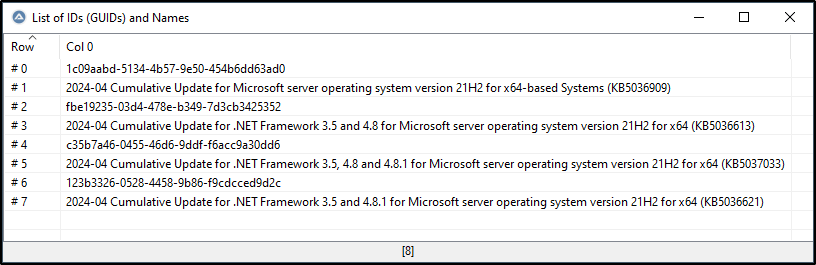 List of IDs (GUIDs) and Names
Row Col 0
# 0 1c09aabd-5134-4b57-9e50-454b6dd63ad0
# 1 2024-04 Cumulative Update for Microsoft server operating system version 21H2 for x64-based Systems (KB5036909)
# 2 fbe19235-03d4-478e-b349-7d3cb3425352
# 3 2024-04 Cumulative Update for .NET Framework 3.5 and 4.8 for Microsoft server operating system version 21H2 for x64 (KB5036613)
# 4 c35b7a46-0455-46d6-9ddf-f6acc9a30dd6
# 5 2024-04 Cumulative Update for .NET Framework 3.5, 4.8 and 4.8.1 for Microsoft server operating system version 21H2 for x64 (KB5037033)
# 6 123b3326-0528-4458-9b86-f9cdcced9d2c
# 7 2024-04 Cumulative Update for .NET Framework 3.5 and 4.8.1 for Microsoft server operating system version 21H2 for x64 (KB5036621)
[8]